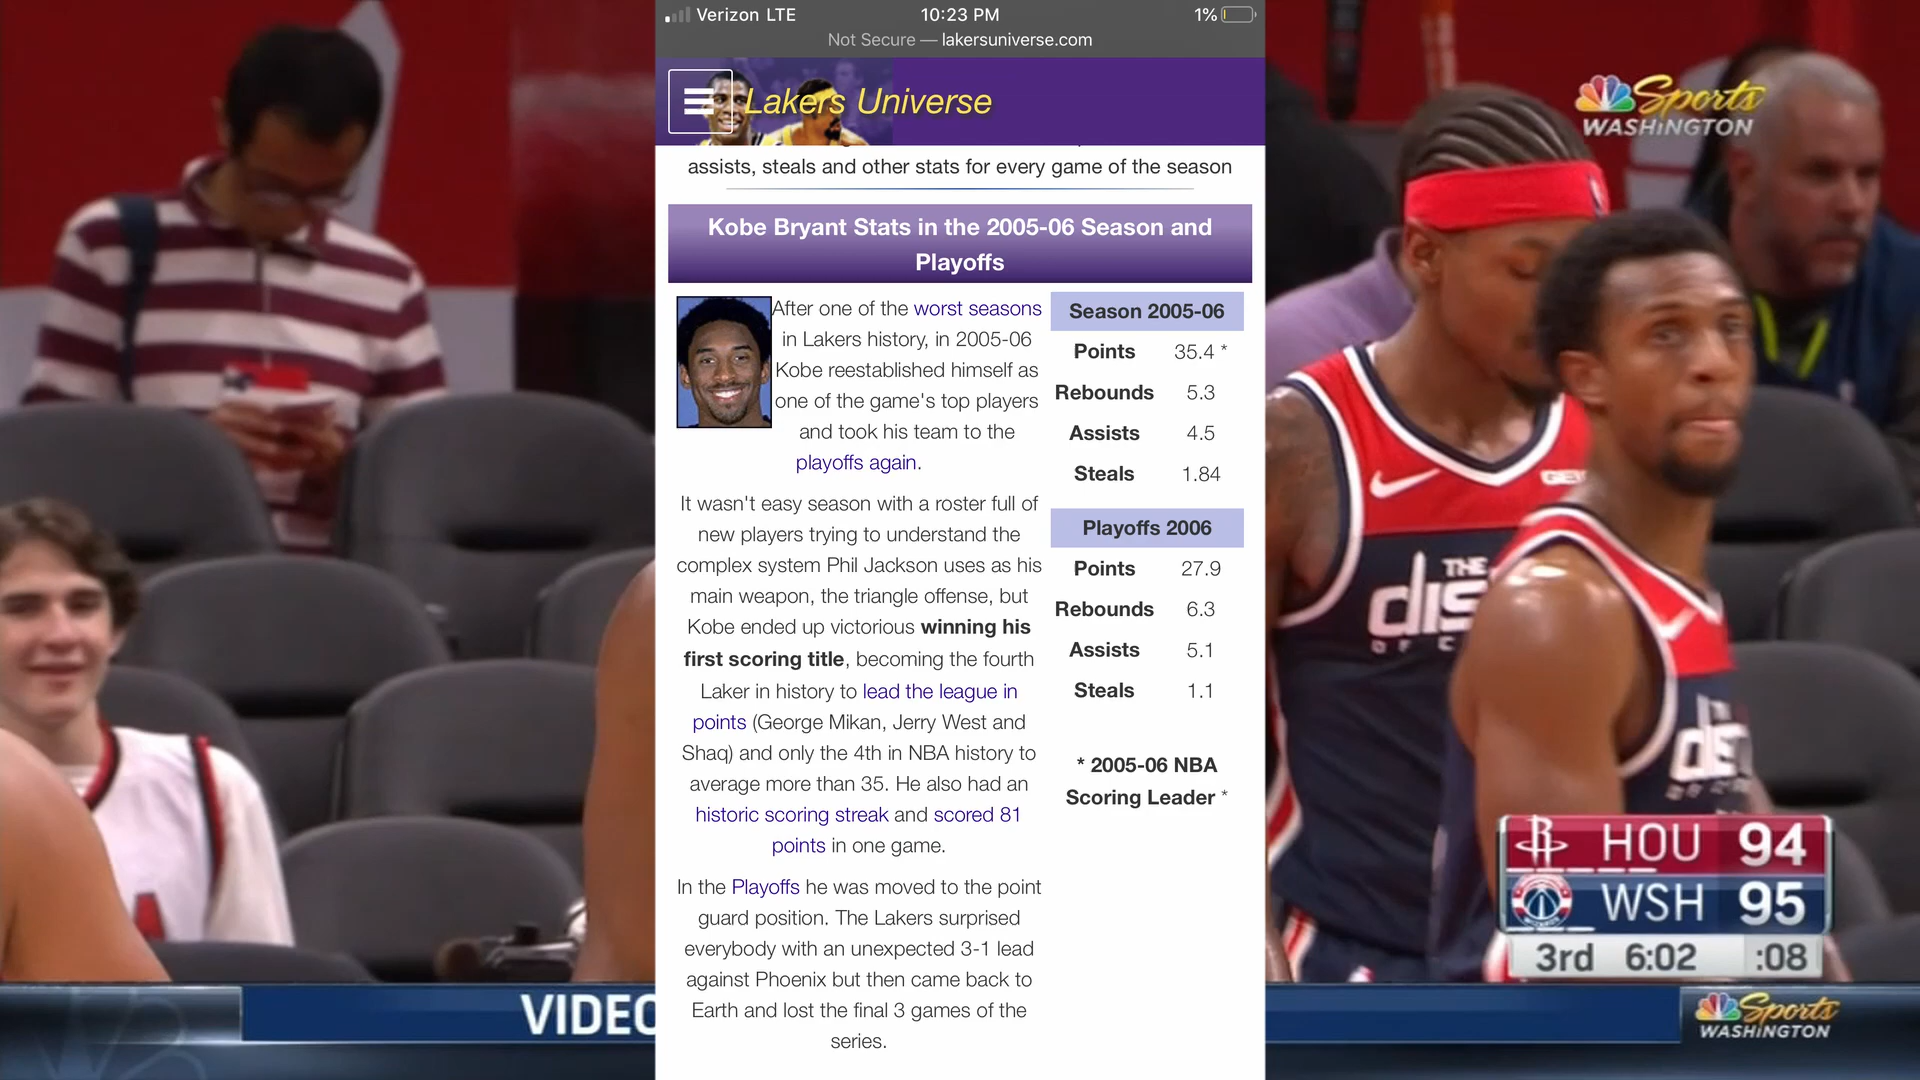 Verizon LTE
10:23 PM
1%
Not Secure — lakersuniverse.com
Lakers Universe
assists, steals and other stats for every game of the season
Kobe Bryant Stats in the 2005-06 Season and
Playoffs
After one of the worst seasons
in Lakers history, in 2005-06
Kobe reestablished himself as
one of the game's top players
and took his team to the
playoffs again.
It wasn't easy season with a roster full of
new players trying to understand the
complex system Phil Jackson uses as his
main weapon, the triangle offense, but
Kobe ended up victorious winning his
first scoring title, becoming the fourth
Laker in history to lead the league in
points (George Mikan, Jerry West and
Shaq) and only the 4th in NBA history to
average more than 35. He also had an
historic scoring streak and scored 81
points in one game.
In the Playoffs he was moved to the point
guard position. The Lakers surprised
everybody with an unexpected 3-1 lead
against Phoenix but then came back to
Earth and lost the final 3 games of the
series.
Season 2005-06
Points 35.4 *
Rebounds 5.3
Assists 4.5
Steals 1.84
Playoffs 2006
Points 27.9
Rebounds 6.3
Assists 5.1
Steals 1.1
* 2005-06 NBA
Scoring Leader *
Sports
WASHINGTON
THE
dis
OF C
HOU 94
WSH 95
3rd 6:02 :08
VIDEO
Sports
WASHINGTON